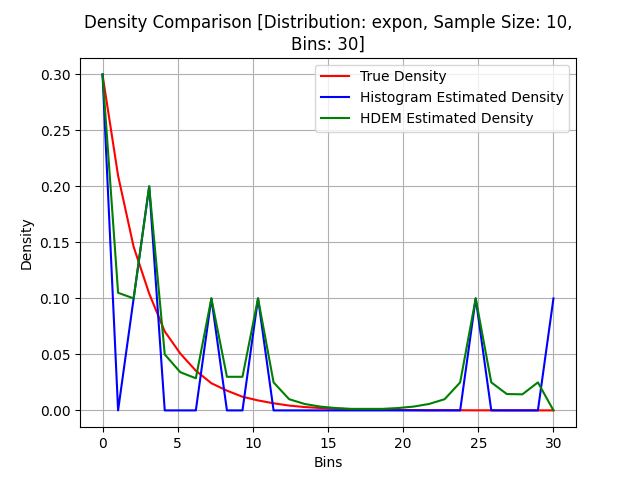 Density Comparison [Distribution: expon, Sample Size: 10,
Bins: 30]
True Density
Histogram Estimated Density
HDEM Estimated Density
Density
0.30
0.25
0.20
0.15
0.10
0.05
0.00
0 5 10 15 20 25 30
Bins